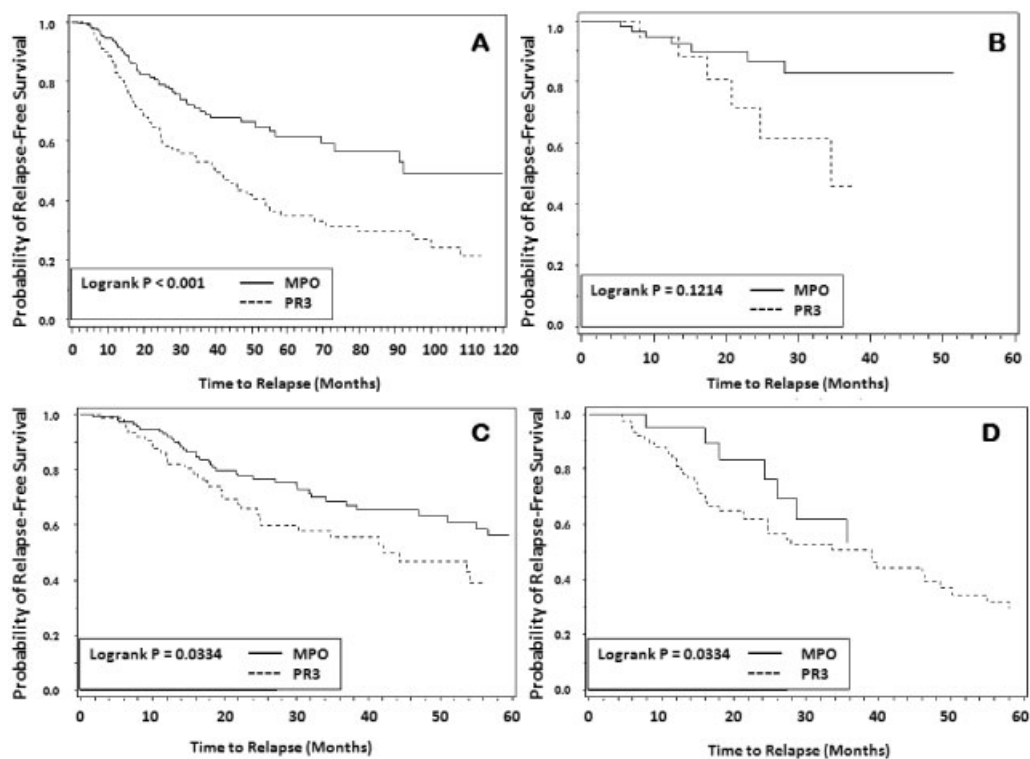 A
Probability of Relapse-Free Survival
1.0
0.8
0.6
0.4
0.2
0.0
Logrank P < 0.001
MPO
PR3
0 10 20 30 40 50 60 70 80 90 100 110 120
Time to Relapse (Months)
B
Probability of Relapse-Free Survival
1.0
0.8
0.6
0.4
0.2
0.0
Logrank P = 0.1214
MPO
PR3
0 10 20 30 40 50 60
Time to Relapse (Months)
C
Probability of Relapse-Free Survival
1.0
0.8
0.6
0.4
0.2
0.0
Logrank P = 0.0334
MPO
PR3
0 10 20 30 40 50 60
Time to Relapse (Months)
D
Probability of Relapse-Free Survival
1.0
0.8
0.6
0.4
0.2
0.0
Logrank P = 0.0334
MPO
PR3
0 10 20 30 40 50 60
Time to Relapse (Months)